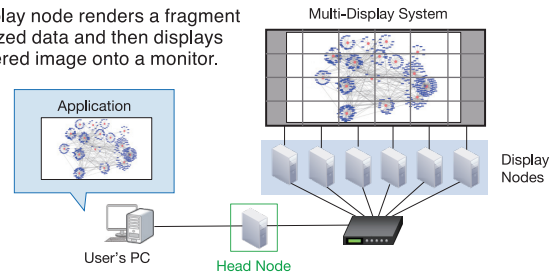 play node renders a fragment
zed data and then displays
ered image onto a monitor.
Multi-Display System
Application
Display
Nodes
User's PC
Head Node